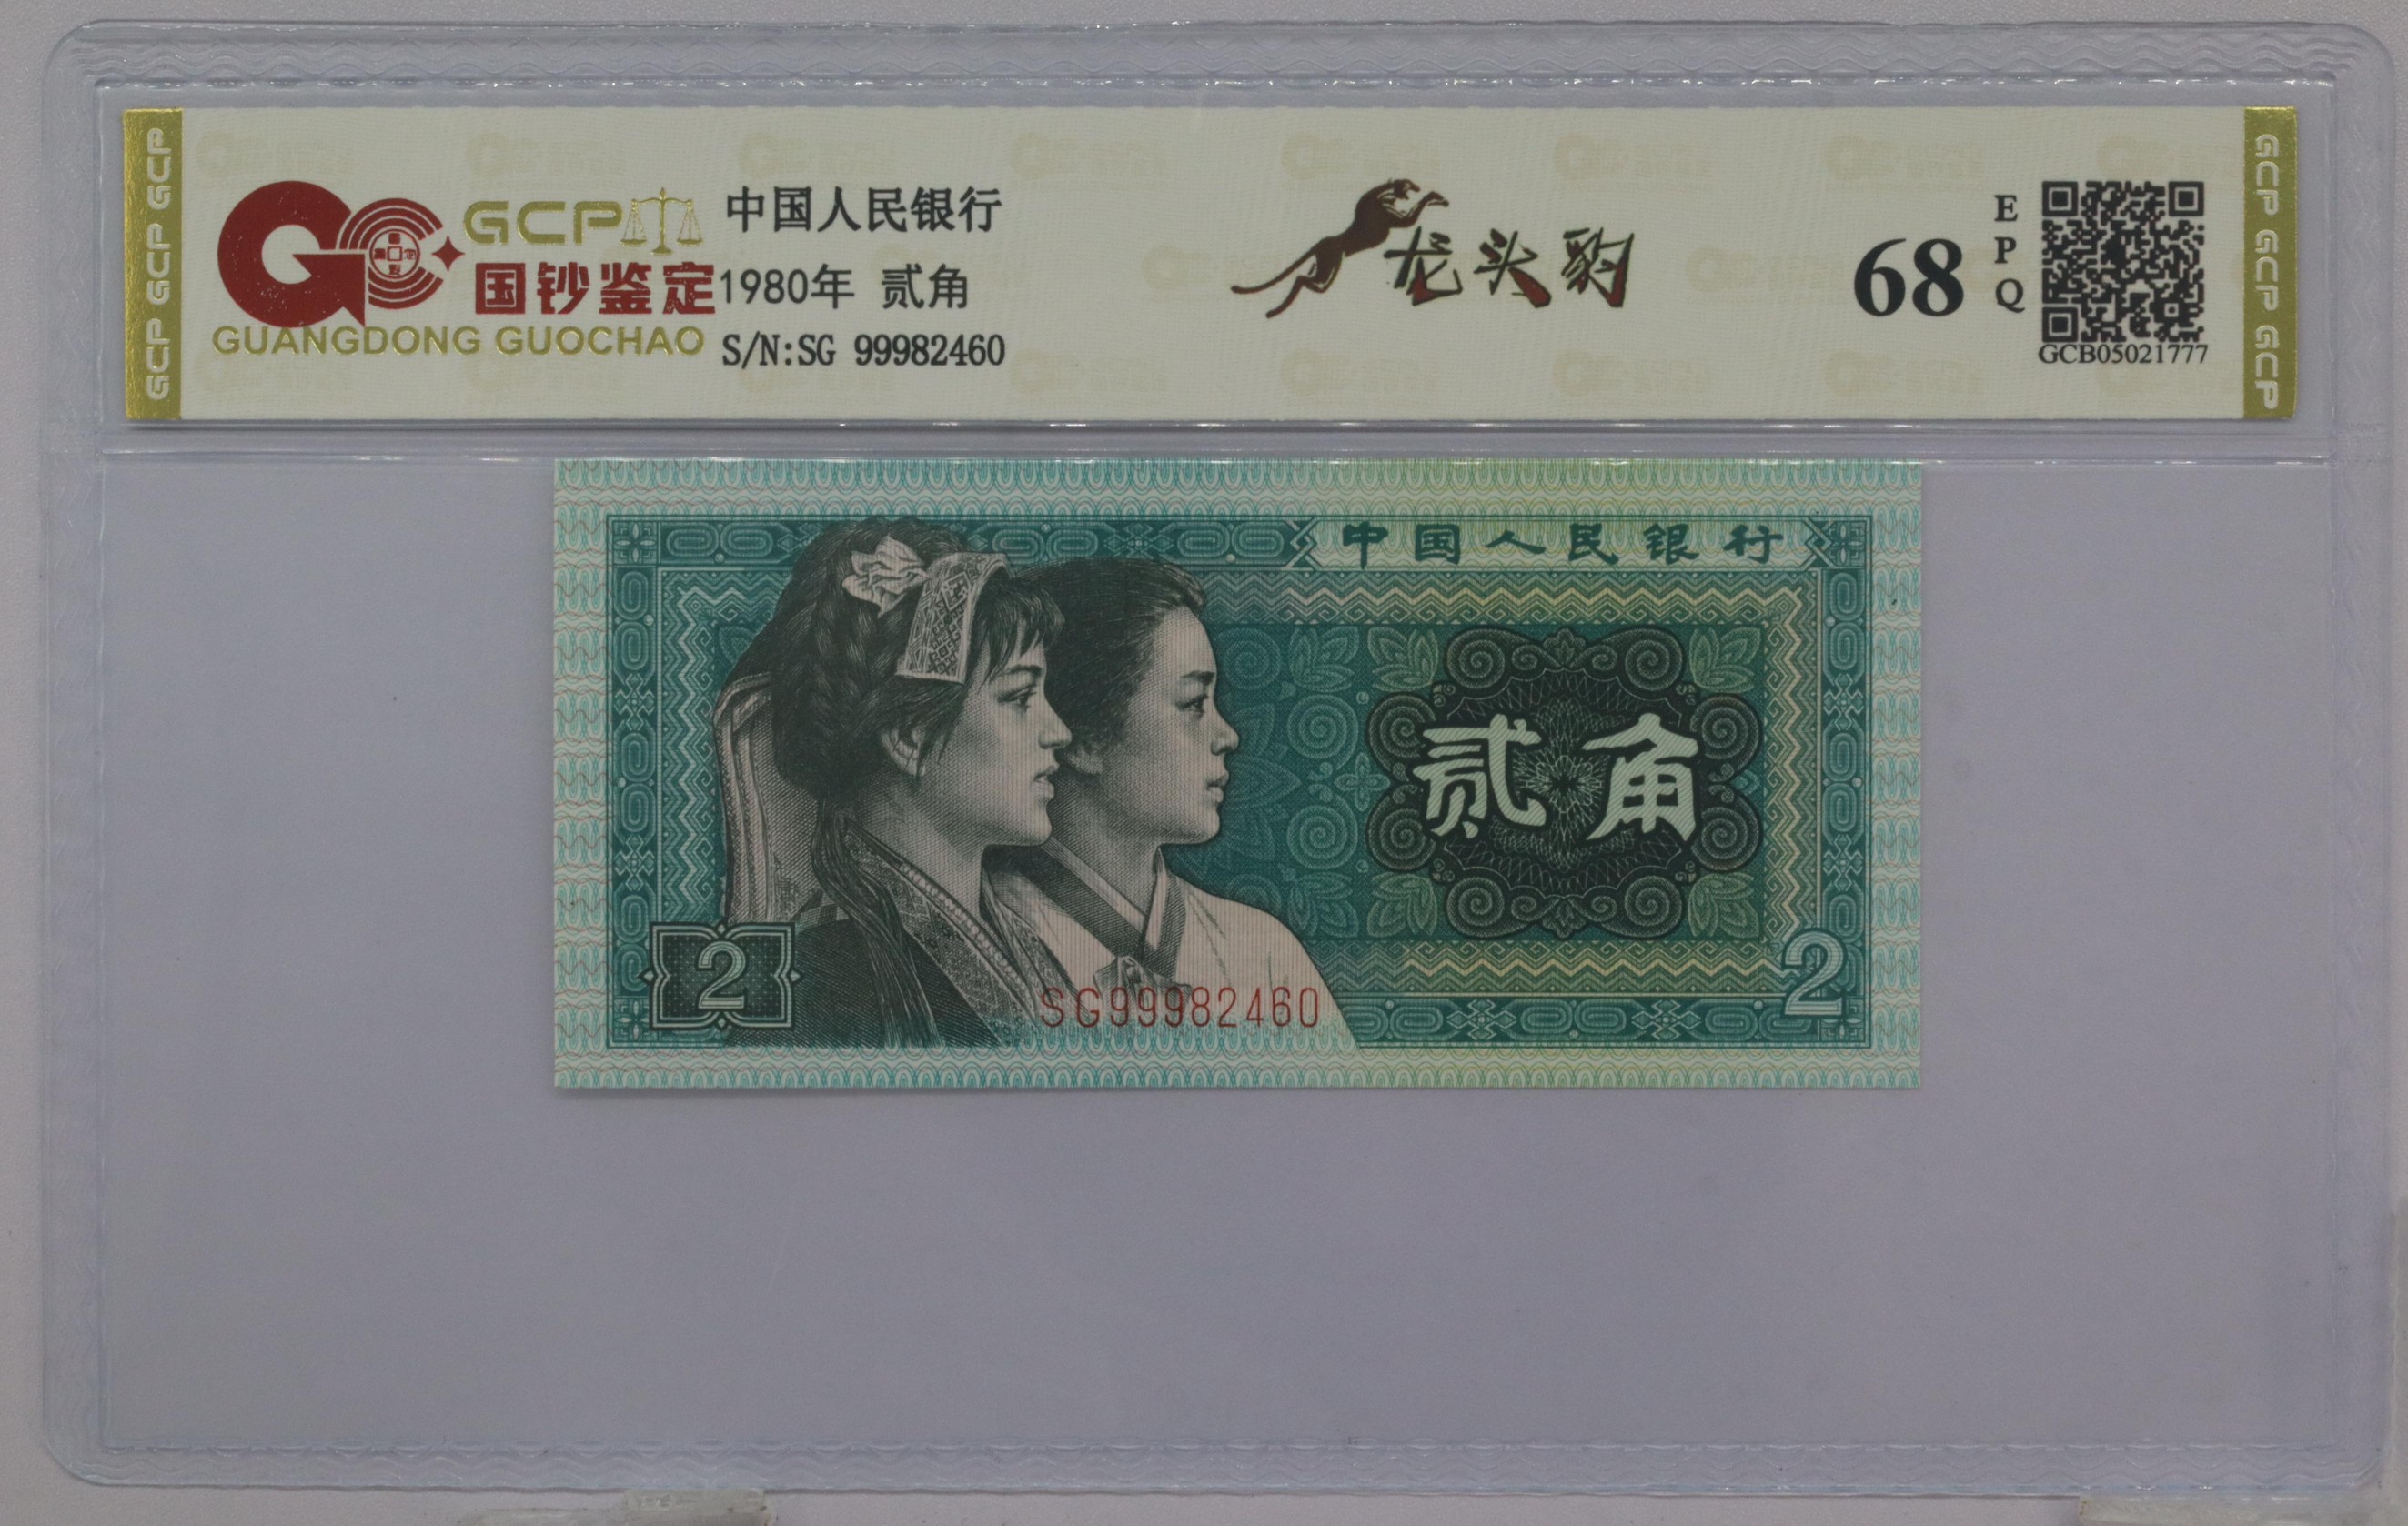 GCP GCP GCP
GCP
国钞鉴定
GUANGDONG GUOCHAO
中国人民银行
1980年 贰角
S/N:SG 99982460
龙头豹
68
EPQ
GCB05021777
GCP GCP GCP
中国人民银行
贰角
2
SG99982460
2